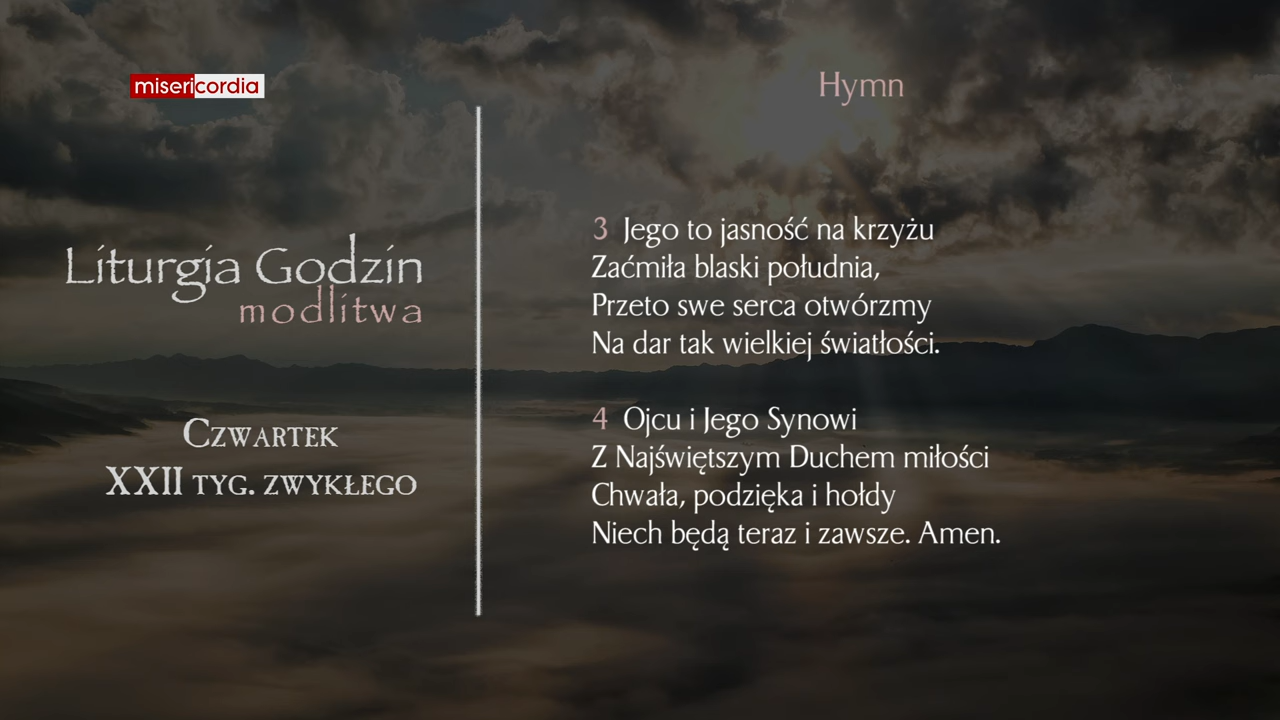 misericordia
Liturgia Godzin
modlitwa
Czwartek
XXII tyg. zwykłego
Hymn
3 Jego to jasność na krzyżu
Zaćmiła blaski południa,
Przeto swe serca otwórzmy
Na dar tak wielkiej światłości.
4 Ojcu i Jego Synowi
Z Najświętszym Duchem miłości
Chwała, podzięka i hołdy
Niech będą teraz i zawsze. Amen.